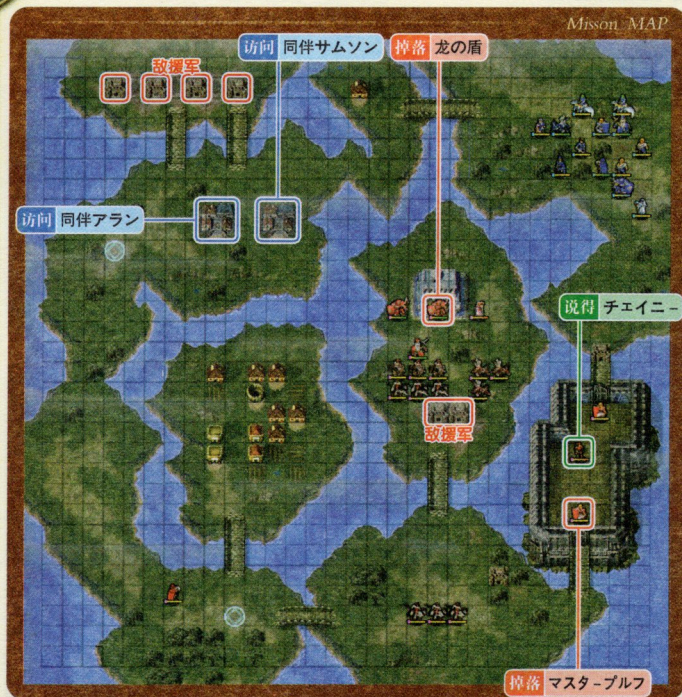 Misson MAP
访问 同伴サムソン
掉落 龙の盾
敌援军
访问 同伴アラン
说得 チェイニ-
敌援军
掉落 マスタ-プルフ